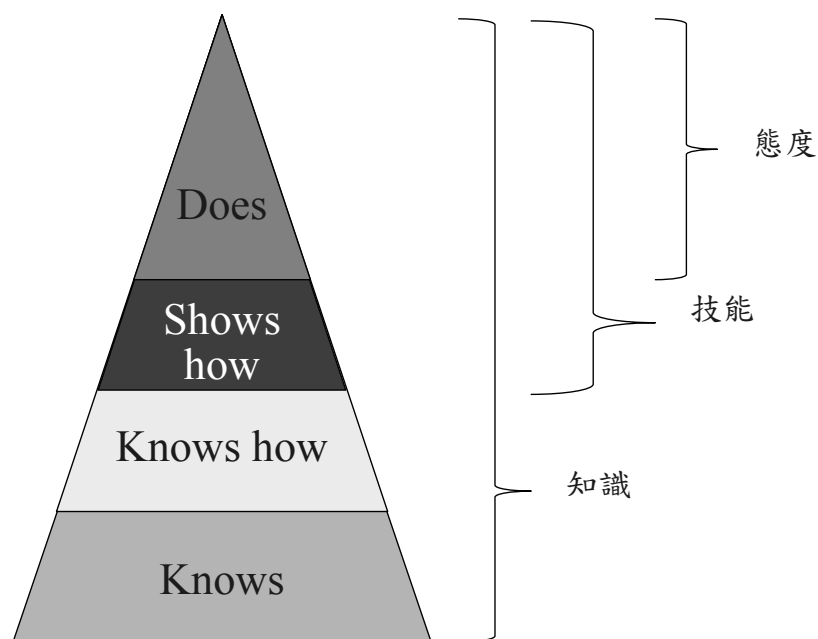 態度
Does
Shows
how
技能
Knows how
知識
Knows